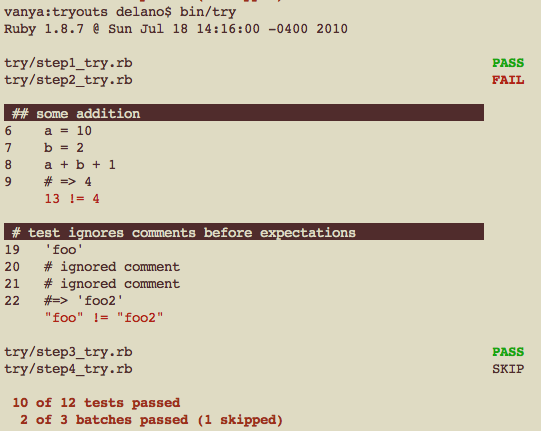 vanya:tryouts delano$ bin/try
Ruby 1.8.7 @ Sun Jul 18 14:16:00 -0400 2010
try/step1_try.rb PASS
try/step2_try.rb FAIL
## some addition
6 a = 10
7 b = 2
8 a + b + 1
9 # => 4
13 != 4
# test ignores comments before expectations
19 'foo'
20 # ignored comment
21 # ignored comment
22 #=> 'foo2'
"foo" != "foo2"
try/step3_try.rb PASS
try/step4_try.rb SKIP
10 of 12 tests passed
2 of 3 batches passed (1 skipped)